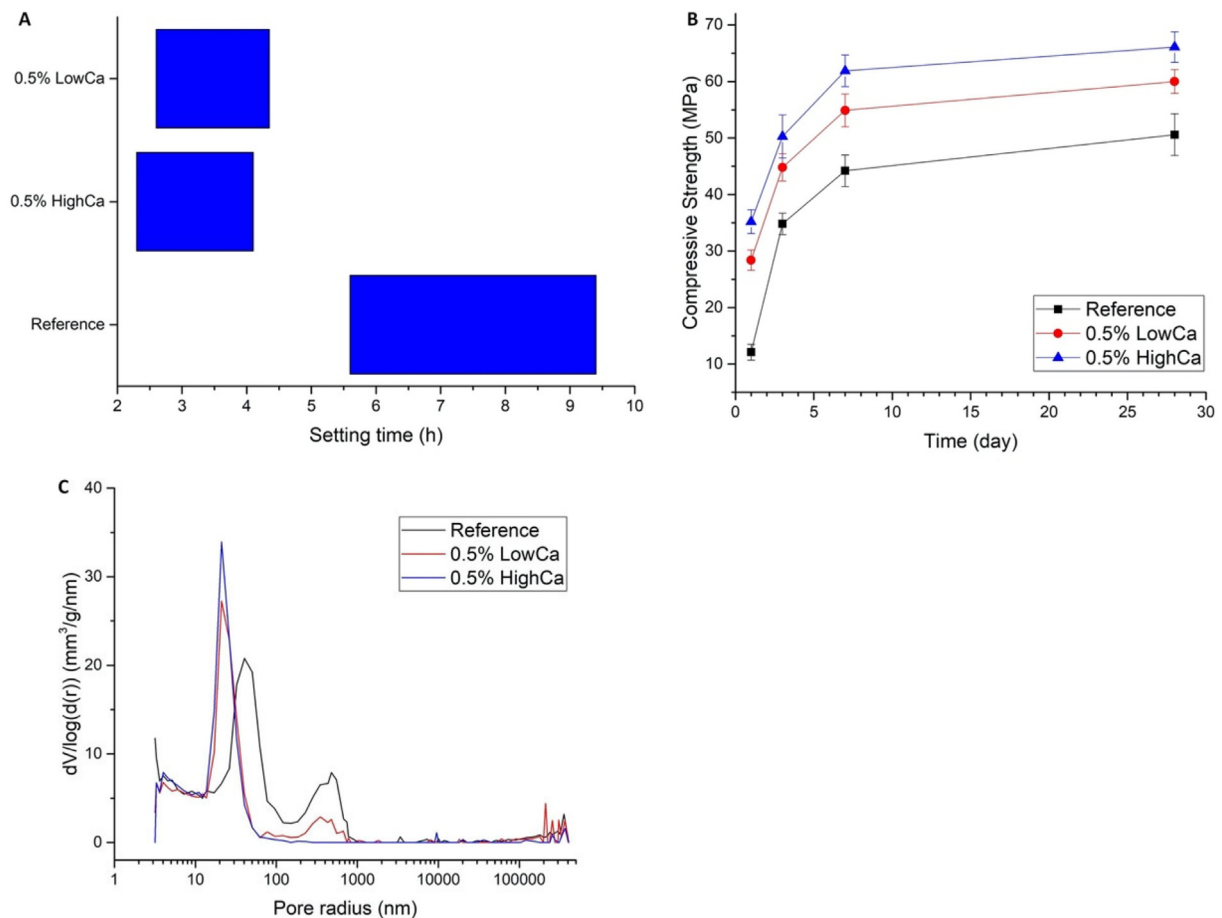 A
0.5% LowCa
0.5% HighCa
Reference
2 3 4 5 6 7 8 9 10
Setting time (h)
B
70
60
50
40
30
20
10
Compressive Strength (MPa)
Reference
0.5% LowCa
0.5% HighCa
0 5 10 15 20 25 30
Time (day)
C
40
30
20
10
0
dV/log(d(r)) (mm³/g/nm)
Reference
0.5% LowCa
0.5% HighCa
1 10 100 1000 10000 100000
Pore radius (nm)